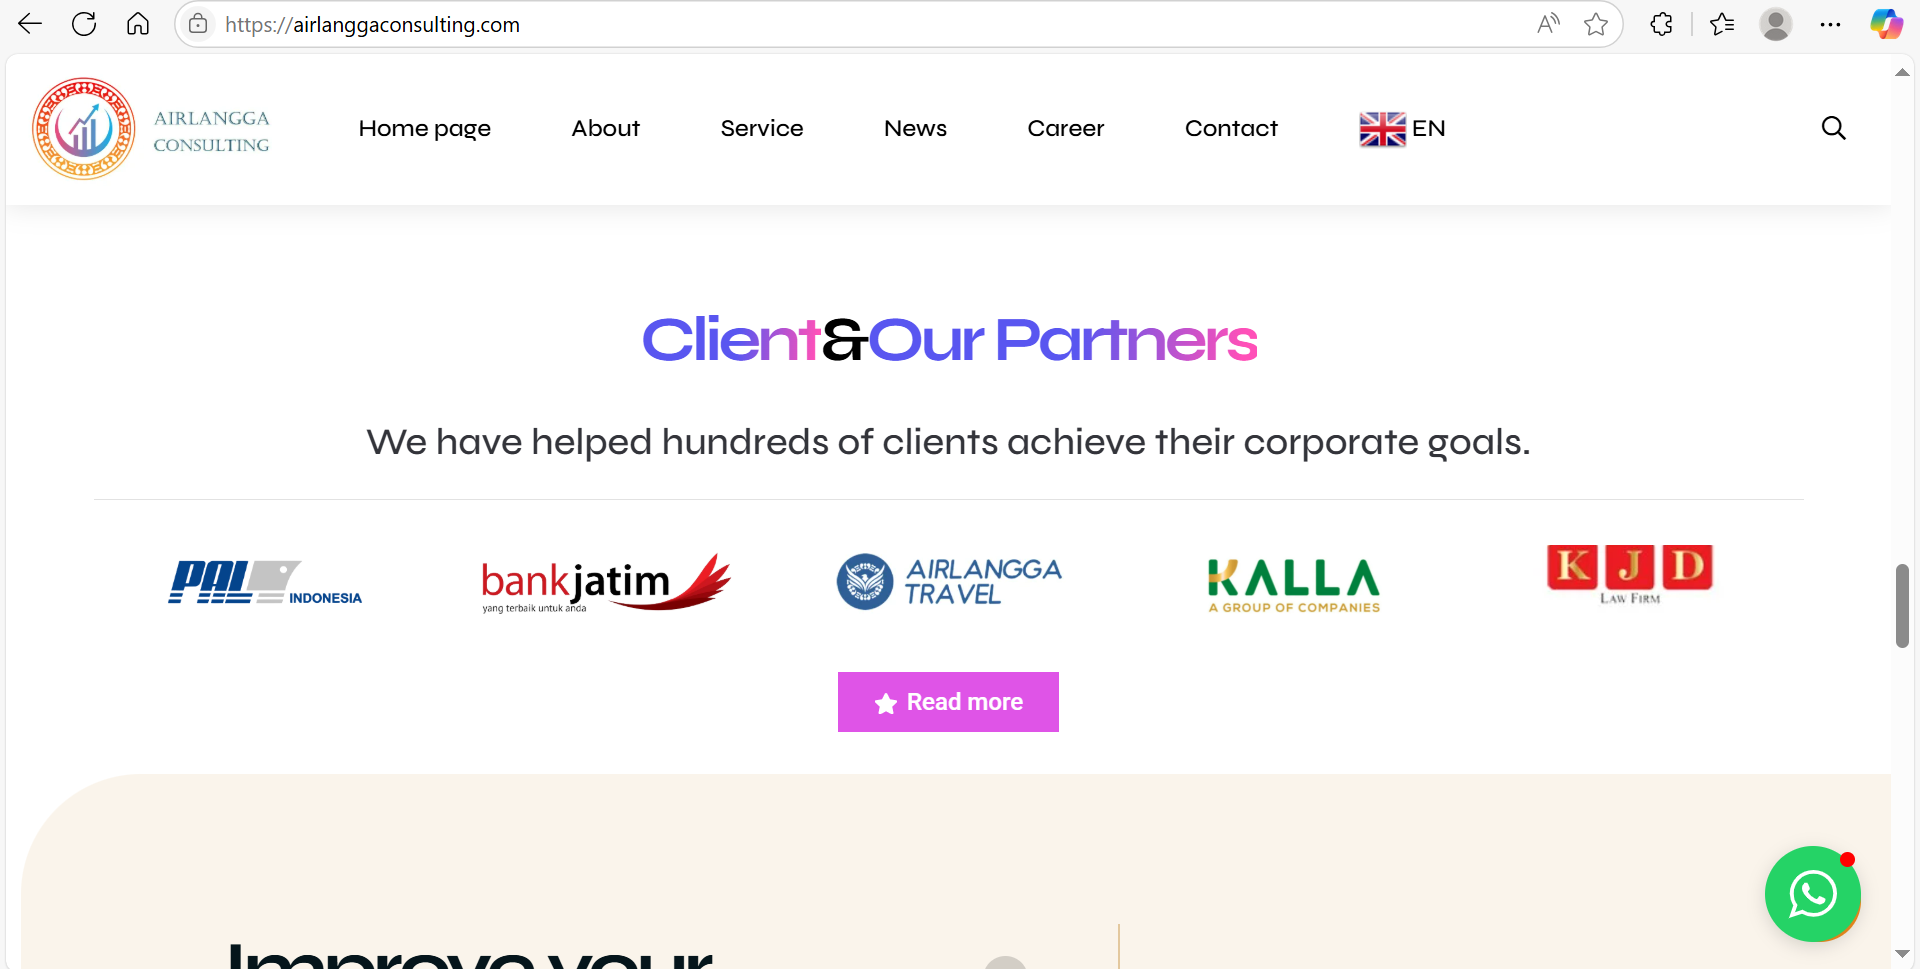 https://airlanggaconsulting.com
AIRLANGGA
CONSULTING
Home page
About
Service
News
Career
Contact
EN
Client&Our Partners
We have helped hundreds of clients achieve their corporate goals.
PAL INDONESIA
bankjatim
yang terbaik untuk anda
AIRLANGGA
TRAVEL
KALLA
A GROUP OF COMPANIES
K J D
LAW FIRM
Read more
Improve your